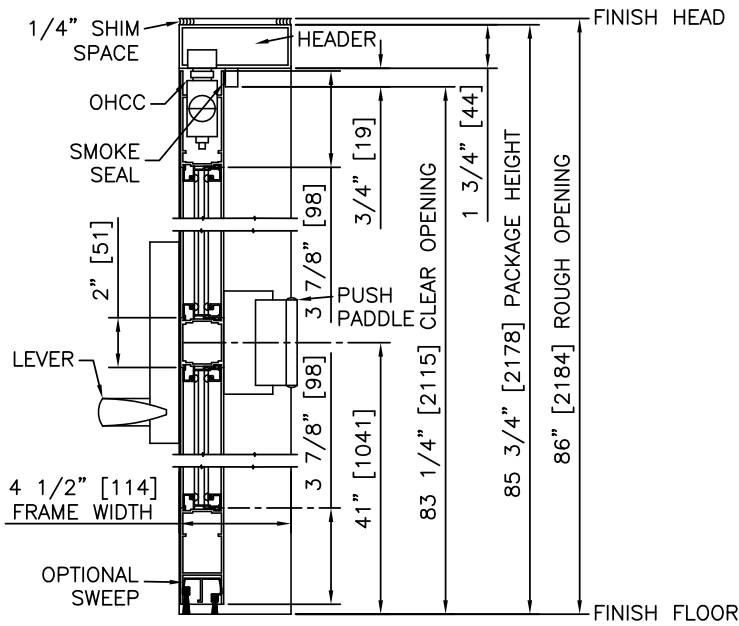 1/4" SHIM
SPACE
FINISH HEAD
HEADER
OHCC
SMOKE
SEAL
3/4" [19]
1 3/4" [44]
2" [51]
3 7/8" [98]
PUSH
PADDLE
LEVER
3 7/8" [98]
41" [1041]
83 1/4" [2115] CLEAR OPENING
85 3/4" [2178] PACKAGE HEIGHT
86" [2184] ROUGH OPENING
4 1/2" [114]
FRAME WIDTH
OPTIONAL
SWEEP
FINISH FLOOR